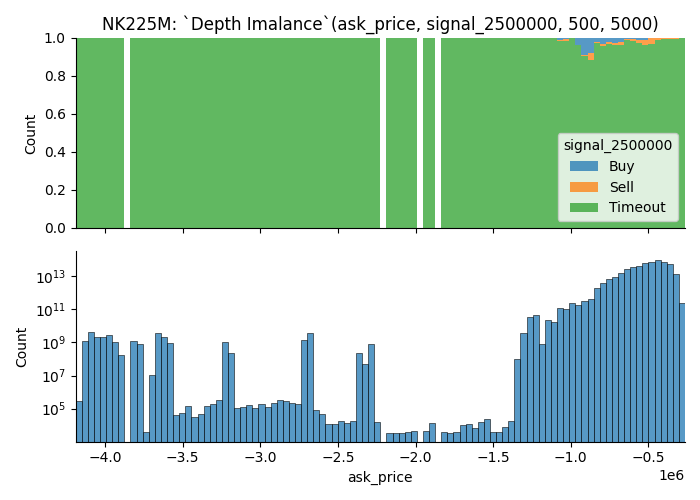 NK225M: `Depth Imalance`(ask_price, signal_2500000, 500, 5000)
1.0
0.8
0.6
0.4
0.2
0.0
Count
signal_2500000
Buy
Sell
Timeout
10^13
10^11
10^9
10^7
10^5
Count
−4.0 −3.5 −3.0 −2.5 −2.0 −1.5 −1.0 −0.5
1e6
ask_price